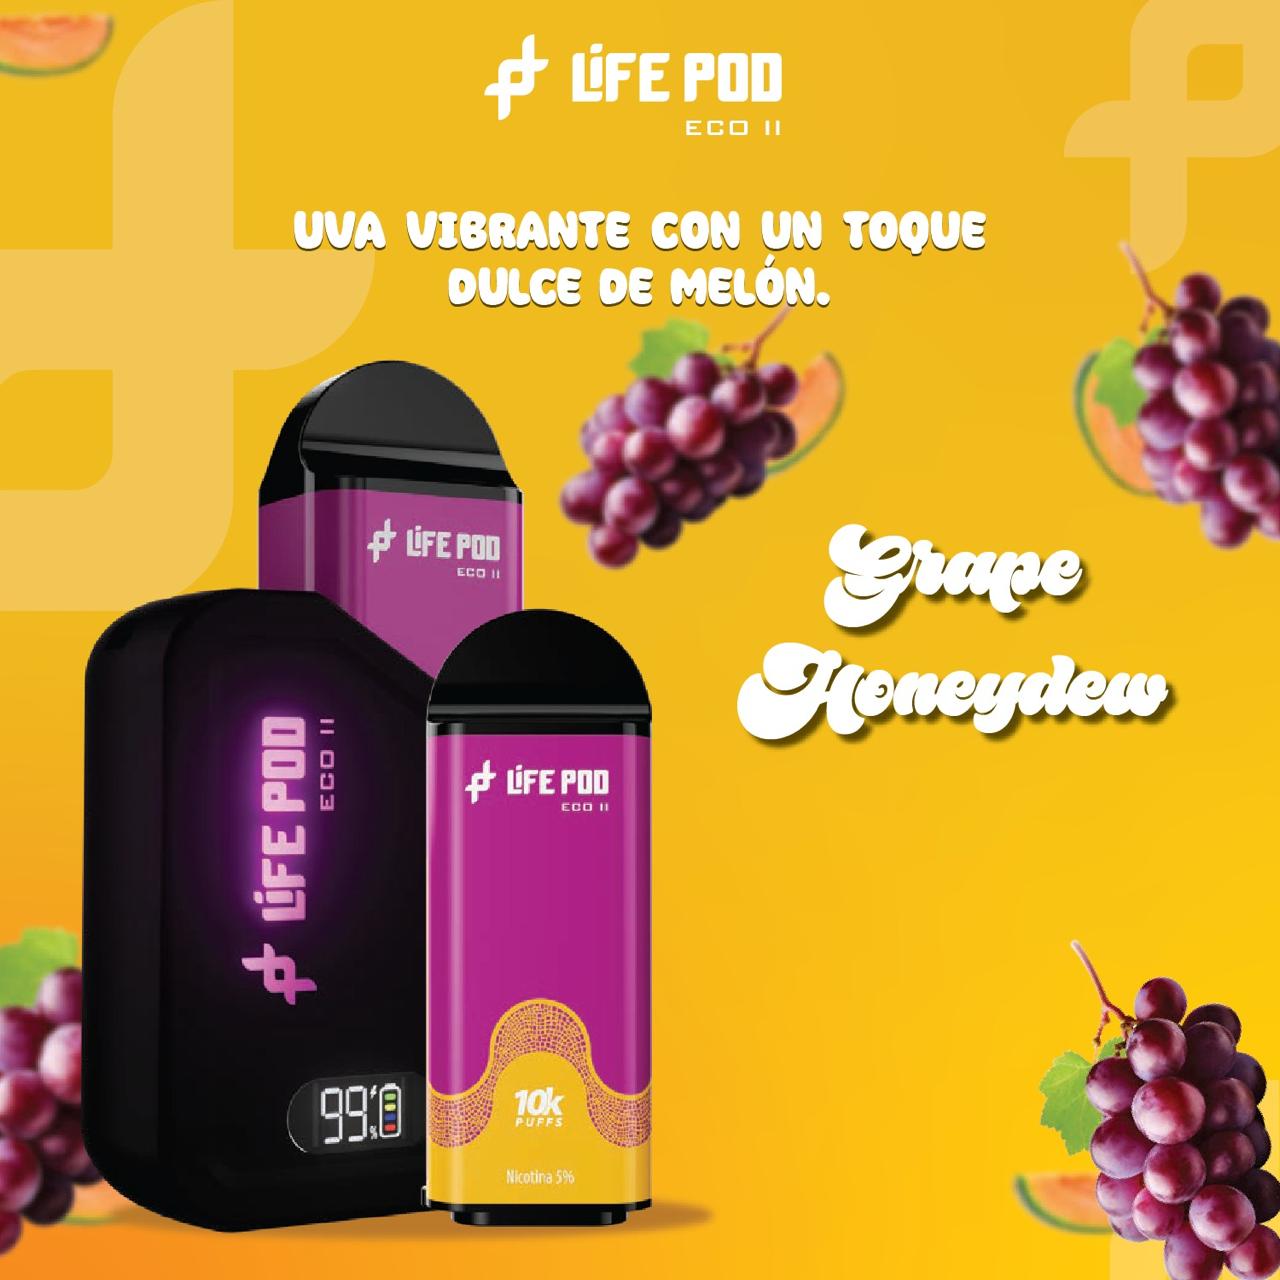 LiFE POD
ECO II
UVA VIBRANTE CON UN TOQUE
DULCE DE MELÓN.
LiFE POD
ECO II
Grape
Honeydew
LiFE POD
ECO II
LiFE POD
ECO II
99%
10k
PUFFS
Nicotina 5%